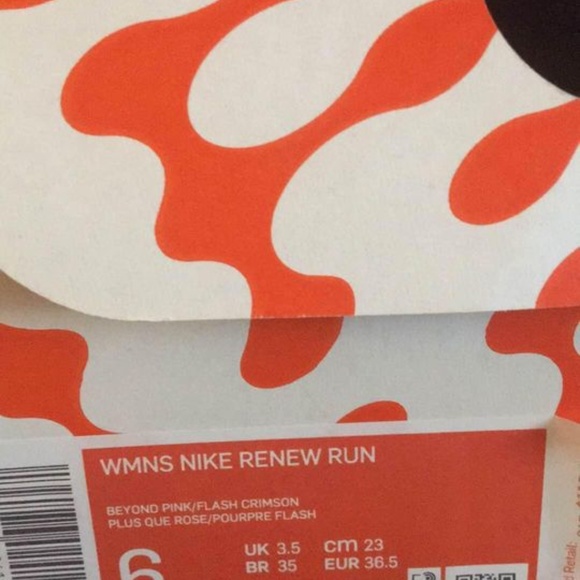 WMNS NIKE RENEW RUN
BEYOND PINK/FLASH CRIMSON
PLUS QUE ROSE/POURPRE FLASH
6
UK 3.5 cm 23
BR 35 EUR 36.5
Retail: